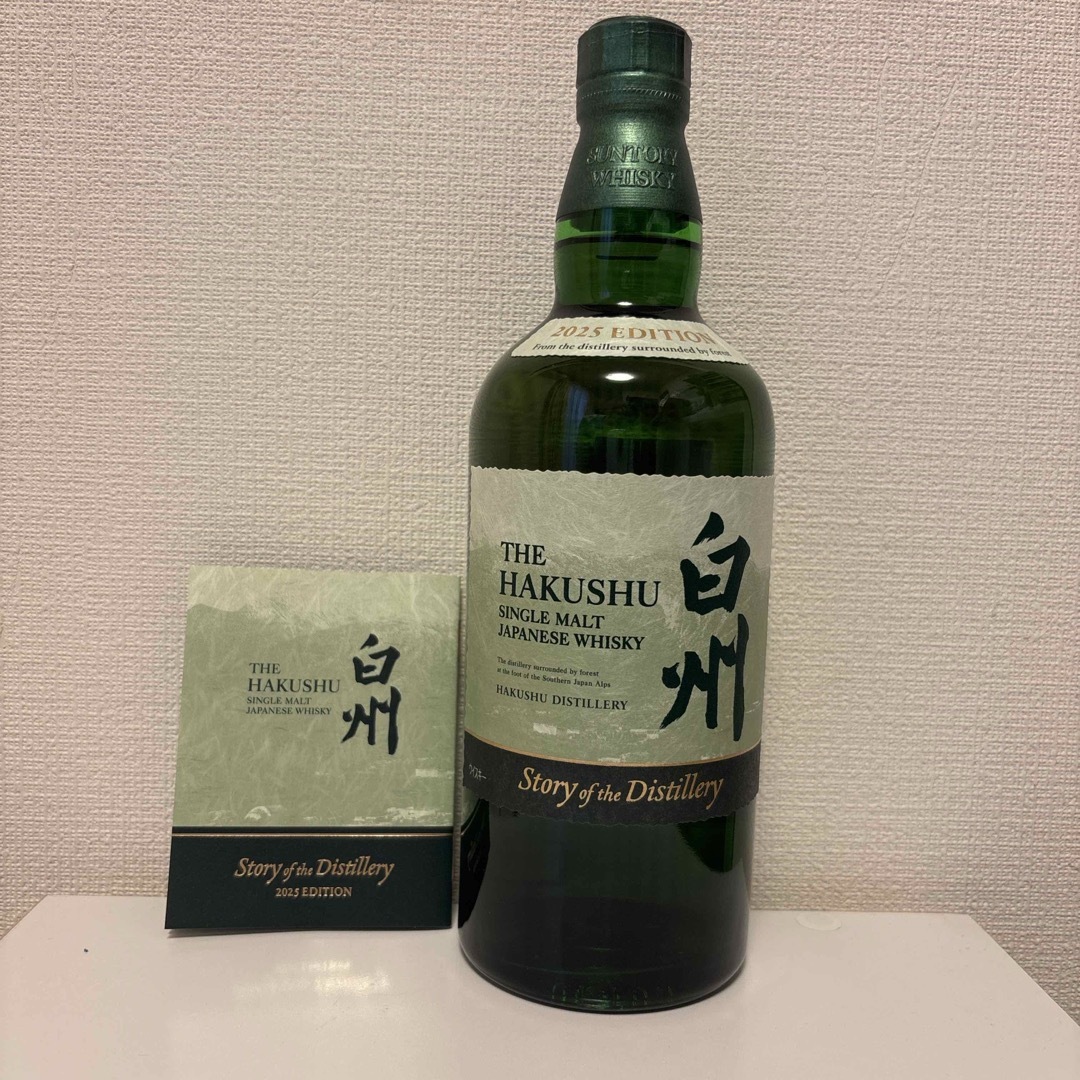 SUNTORY
WHISKY
2025 EDITION
From the distillery surrounded by forest
THE
HAKUSHU
SINGLE MALT
JAPANESE WHISKY
白州
The distillery surrounded by forest
at the foot of the Southern Japan Alps
HAKUSHU DISTILLERY
ウイスキー
Story of the Distillery
THE
HAKUSHU
SINGLE MALT
JAPANESE WHISKY
白州
Story of the Distillery
2025 EDITION